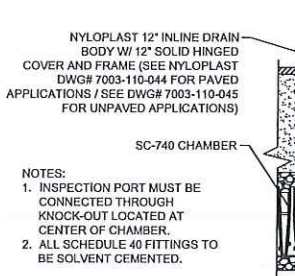 NYLOPLAST 12" INLINE DRAIN
BODY W/ 12" SOLID HINGED
COVER AND FRAME (SEE NYLOPLAST
DWG# 7003-110-044 FOR PAVED
APPLICATIONS / SEE DWG# 7003-110-045
FOR UNPAVED APPLICATIONS)
SC-740 CHAMBER
NOTES:
1. INSPECTION PORT MUST BE
CONNECTED THROUGH
KNOCK-OUT LOCATED AT
CENTER OF CHAMBER.
2. ALL SCHEDULE 40 FITTINGS TO
BE SOLVENT CEMENTED.